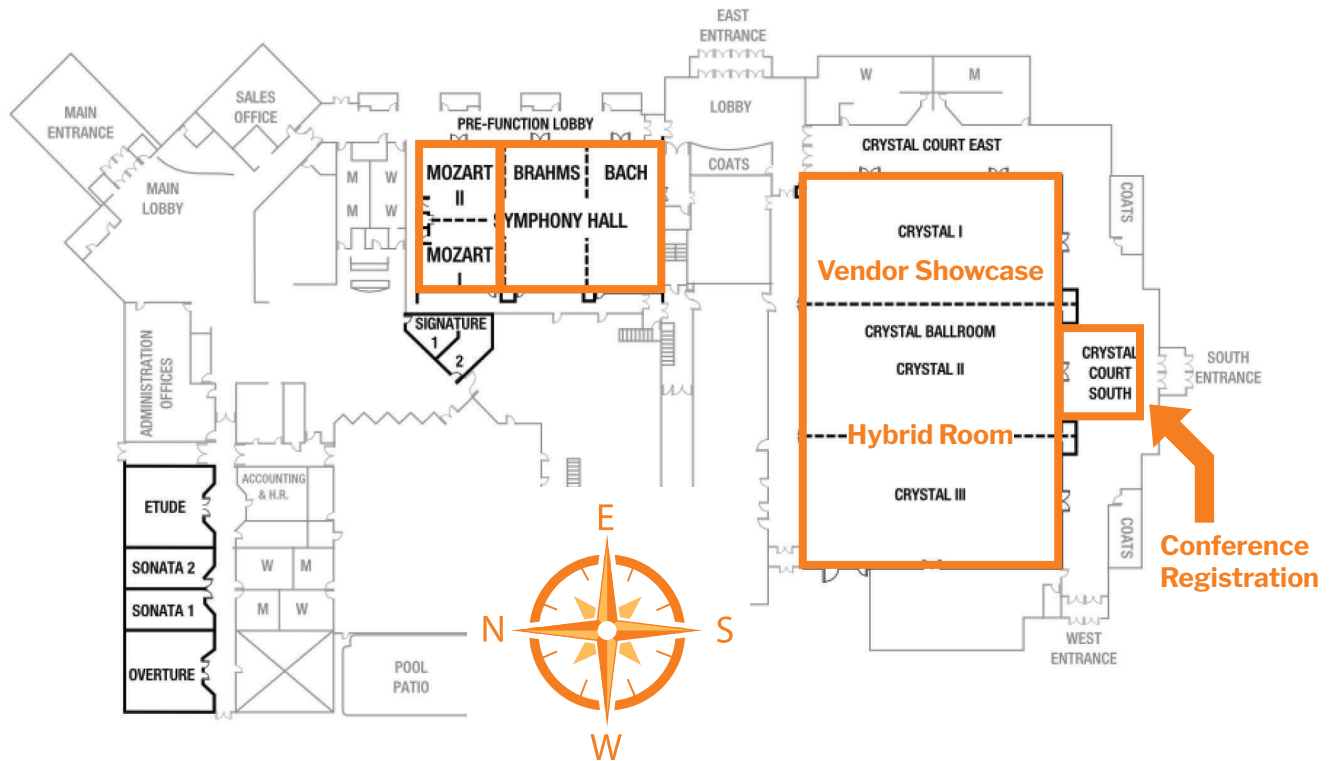 EAST
ENTRANCE
MAIN
ENTRANCE
SALES
OFFICE
W
M
LOBBY
PRE-FUNCTION LOBBY
CRYSTAL COURT EAST
COATS
MAIN
LOBBY
M
W
M
W
MOZART
II
BRAHMS
BACH
SYMPHONY HALL
MOZART
I
COATS
CRYSTAL I
Vendor Showcase
SIGNATURE
1
2
CRYSTAL BALLROOM
CRYSTAL II
CRYSTAL
COURT
SOUTH
SOUTH
ENTRANCE
ADMINISTRATION
OFFICES
Hybrid Room
ACCOUNTING
& H.R.
CRYSTAL III
COATS
ETUDE
SONATA 2
W
M
SONATA 1
M
W
OVERTURE
POOL
PATIO
E
N
S
W
Conference
Registration
WEST
ENTRANCE